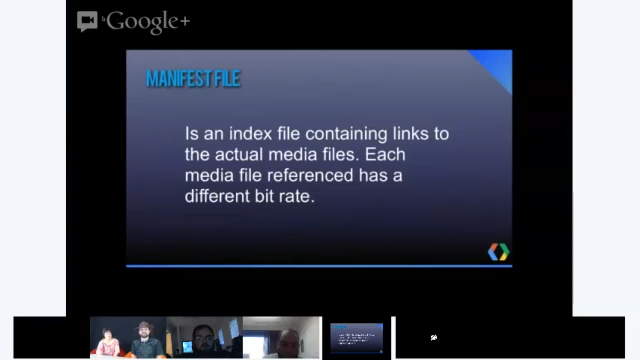 Google+
MANIFEST FILE
Is an index file containing links to
the actual media files. Each
media file referenced has a
different bit rate.